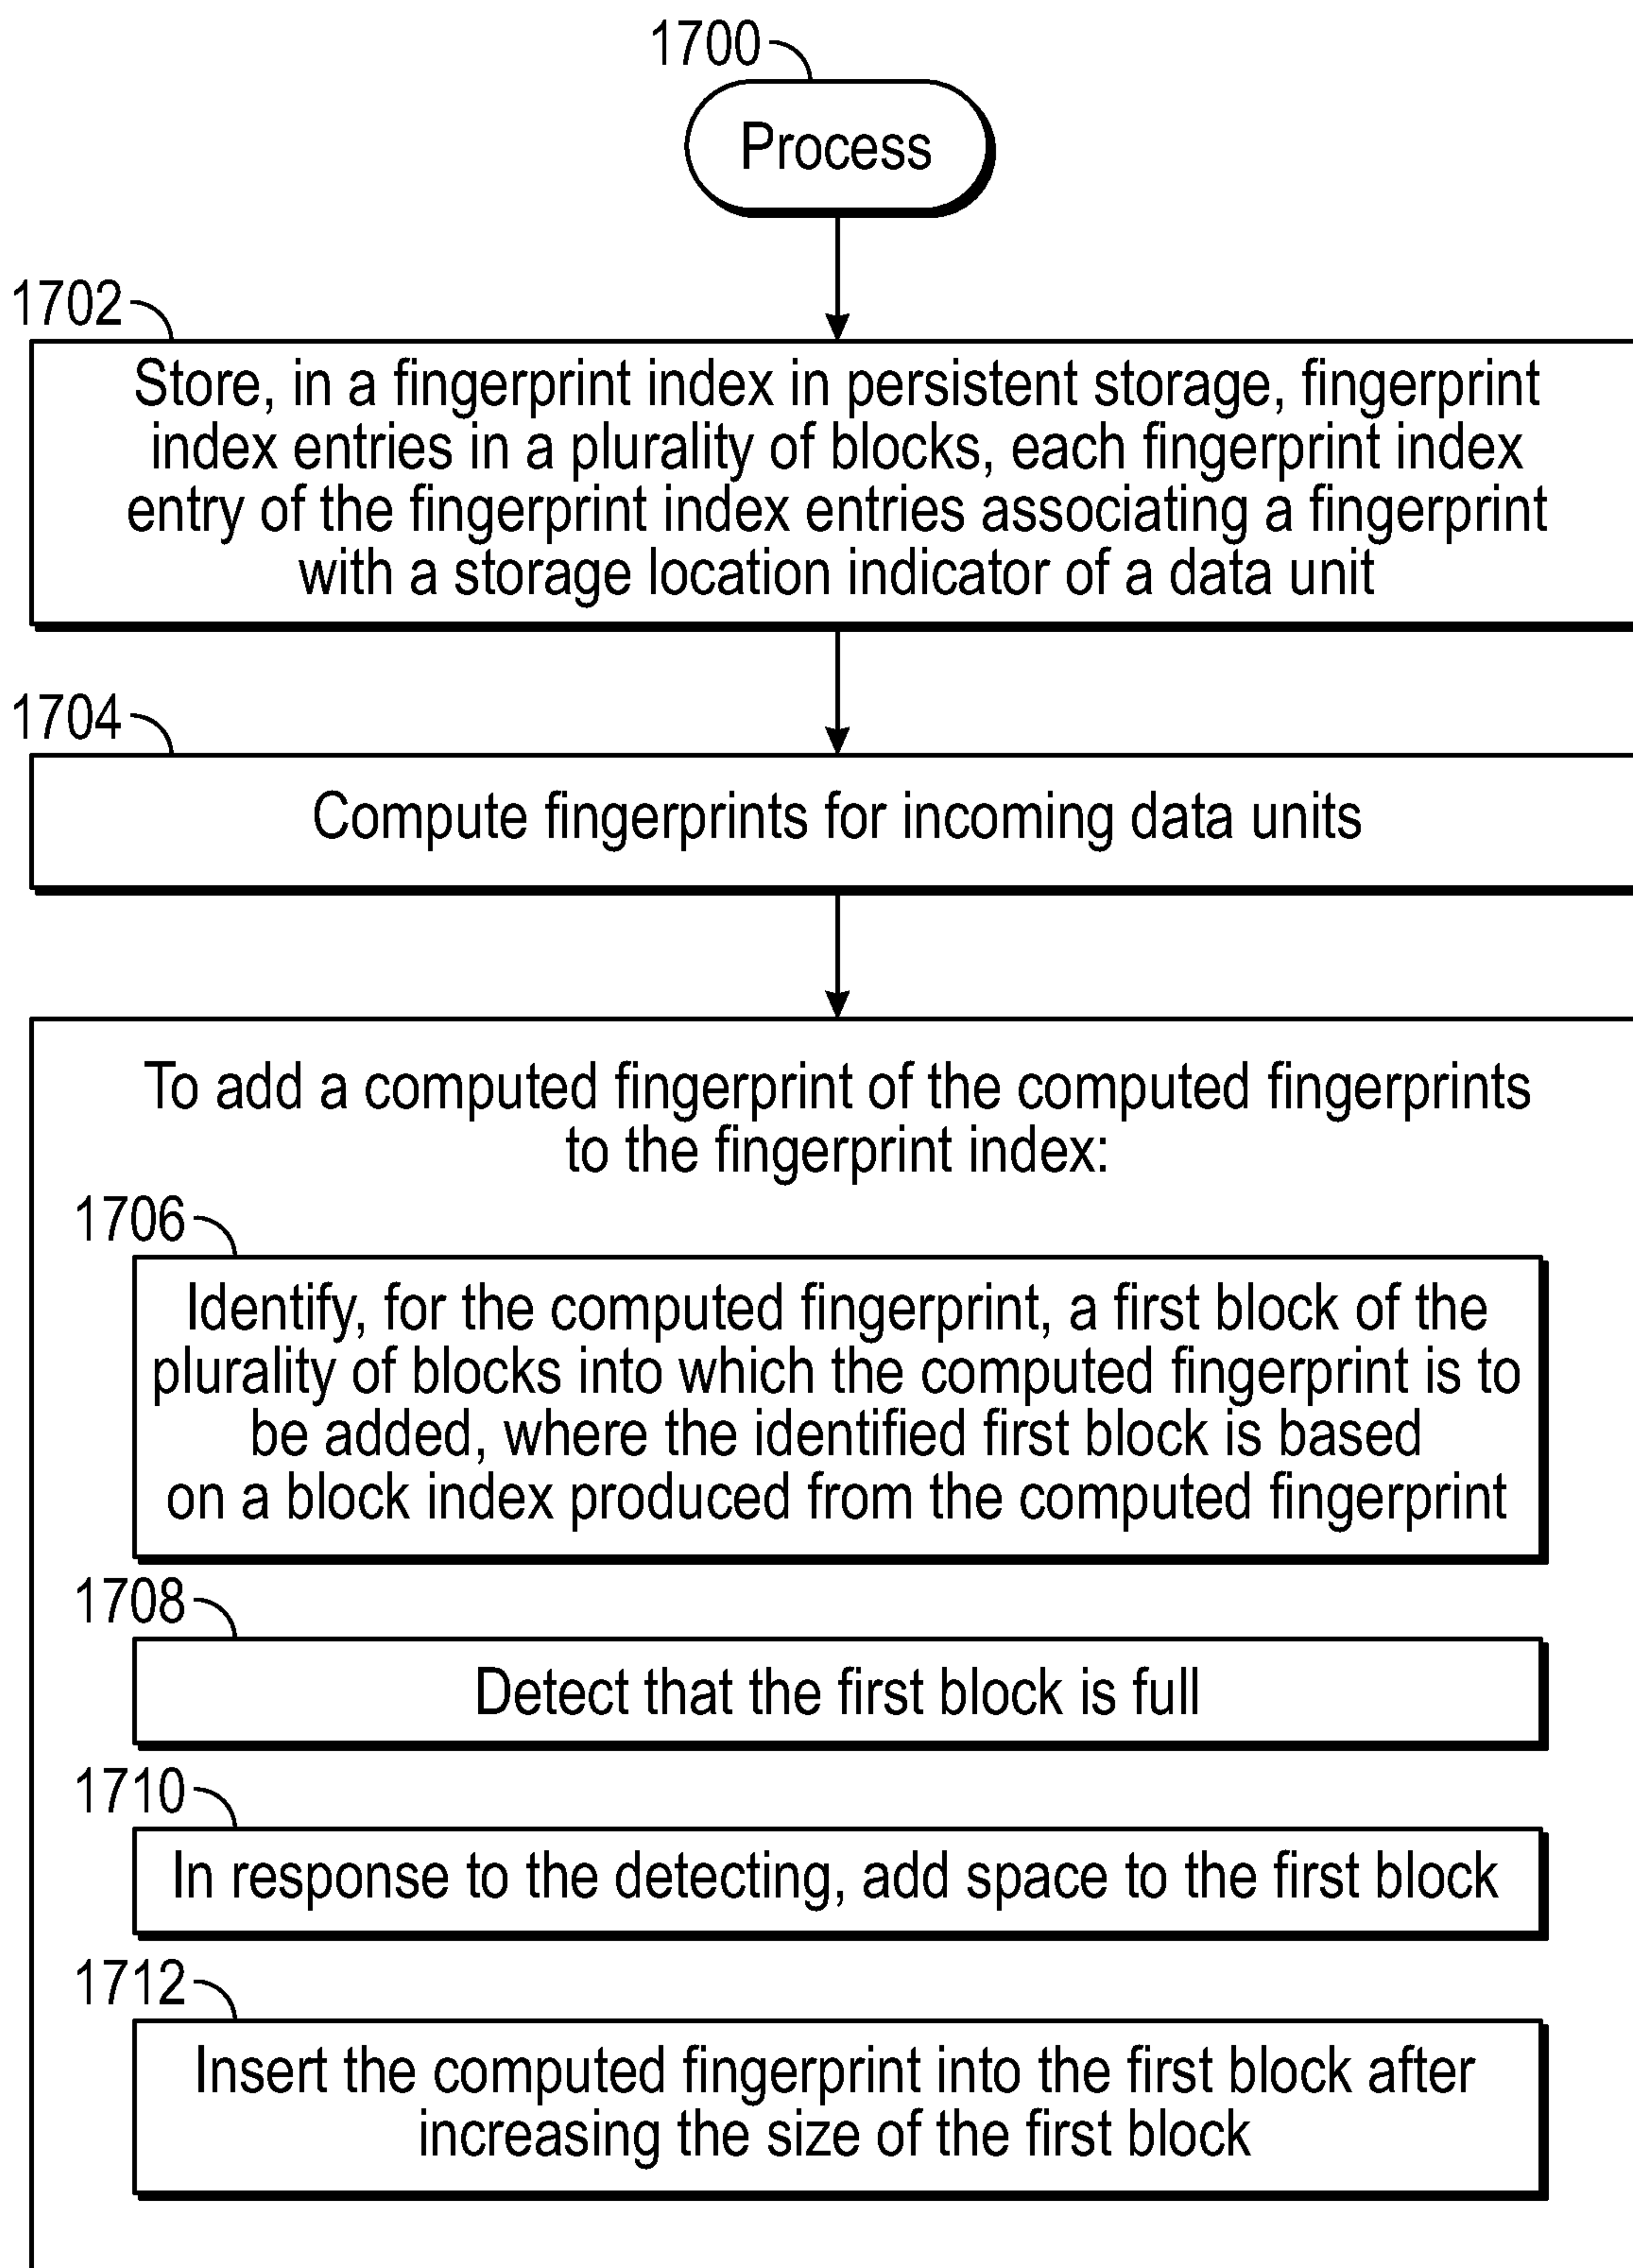 1700
Process
1702
Store, in a fingerprint index in persistent storage, fingerprint
index entries in a plurality of blocks, each fingerprint index
entry of the fingerprint index entries associating a fingerprint
with a storage location indicator of a data unit
1704
Compute fingerprints for incoming data units
To add a computed fingerprint of the computed fingerprints
to the fingerprint index:
1706
Identify, for the computed fingerprint, a first block of the
plurality of blocks into which the computed fingerprint is to
be added, where the identified first block is based
on a block index produced from the computed fingerprint
1708
Detect that the first block is full
1710
In response to the detecting, add space to the first block
1712
Insert the computed fingerprint into the first block after
increasing the size of the first block